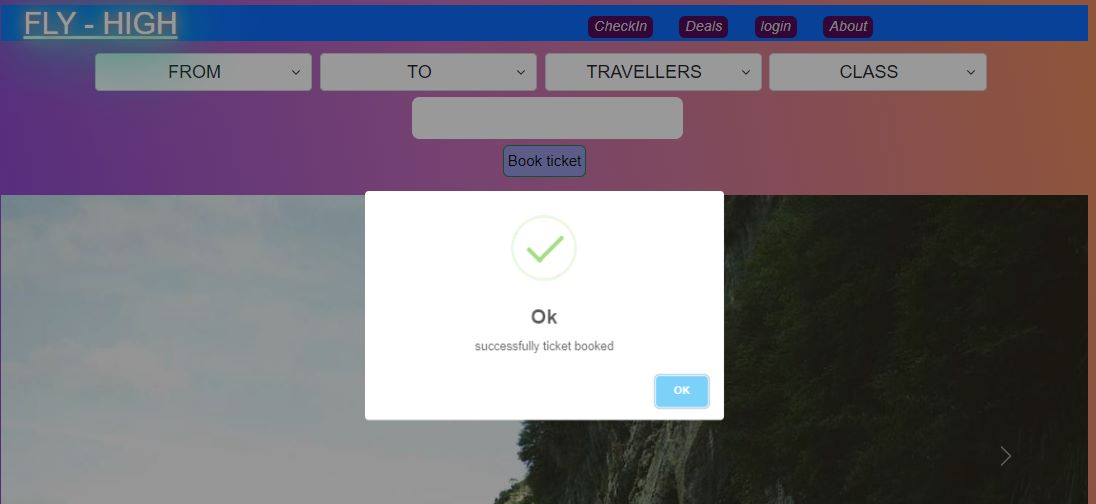 FLY - HIGH
CheckIn Deals login About
FROM TO TRAVELLERS CLASS
Book ticket
Ok
successfully ticket booked
OK